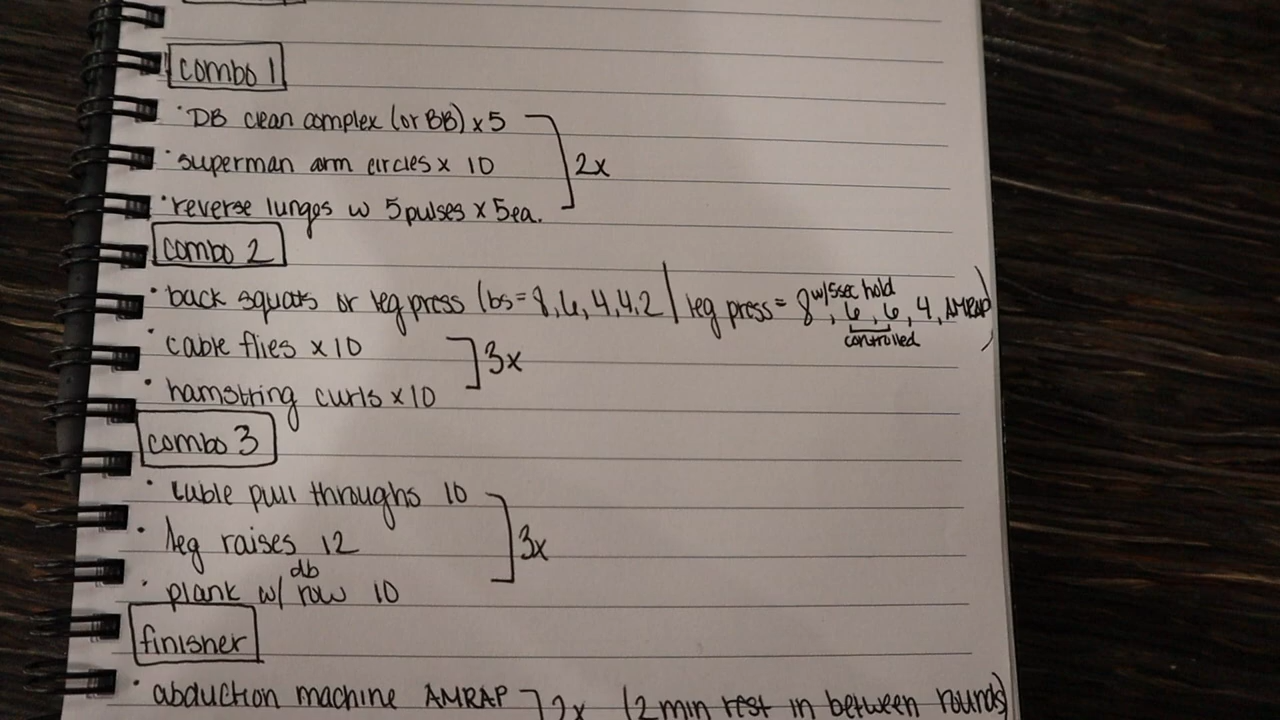 combo 1
• DB clean complex (or BB) x 5
• superman arm circles x 10
2x
• reverse lunges w 5 pulses x 5 ea.
combo 2
• back squats or leg press (bs = 8, 6, 4, 4, 2 / leg press = 8 w/ 5sec hold, 6, 6, 4, AMRAP)
controlled
• cable flies x 10
3x
• hamstring curls x 10
combo 3
• cable pull throughs 10
• leg raises 12
3x
• plank w/ db row 10
finisher
• abduction machine AMRAP 2x (2 min rest in between rounds)